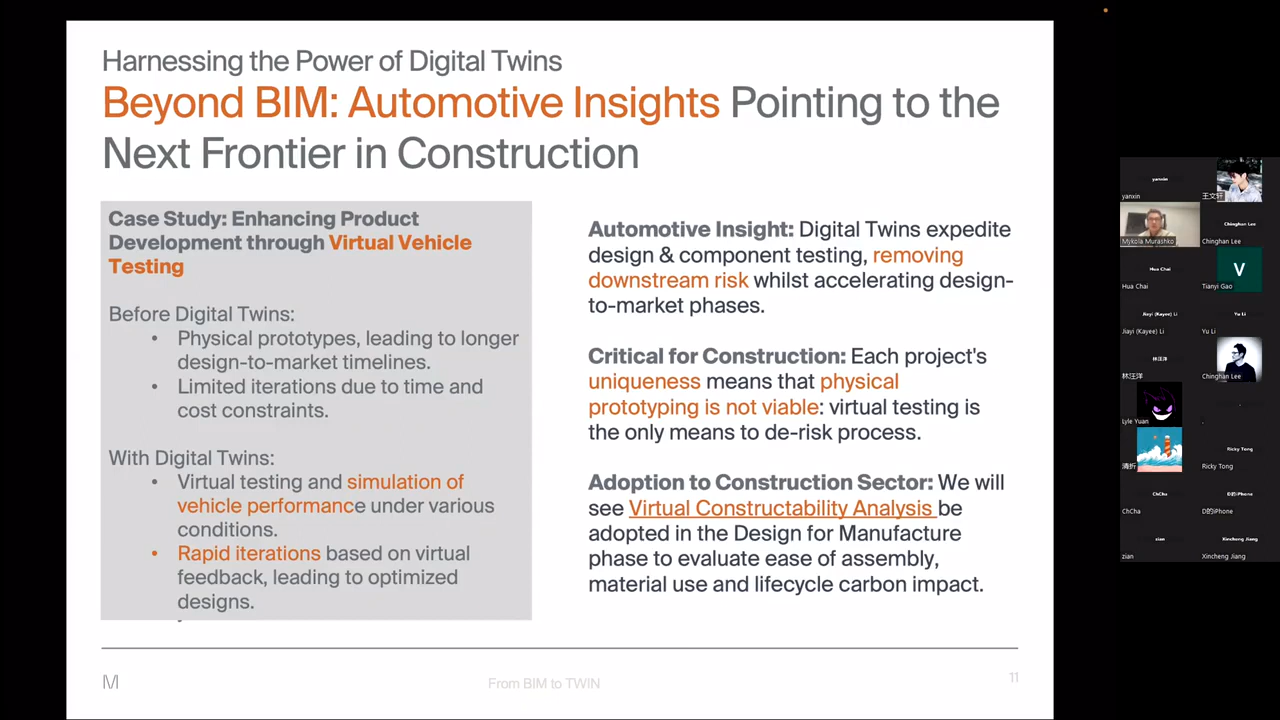 Harnessing the Power of Digital Twins
Beyond BIM: Automotive Insights Pointing to the
Next Frontier in Construction
Case Study: Enhancing Product
Development through Virtual Vehicle
Testing
Before Digital Twins:
• Physical prototypes, leading to longer
design-to-market timelines.
• Limited iterations due to time and
cost constraints.
With Digital Twins:
• Virtual testing and simulation of
vehicle performance under various
conditions.
• Rapid iterations based on virtual
feedback, leading to optimized
designs.
Automotive Insight: Digital Twins expedite
design & component testing, removing
downstream risk whilst accelerating design-
to-market phases.
Critical for Construction: Each project's
uniqueness means that physical
prototyping is not viable: virtual testing is
the only means to de-risk process.
Adoption to Construction Sector: We will
see Virtual Constructability Analysis be
adopted in the Design for Manufacture
phase to evaluate ease of assembly,
material use and lifecycle carbon impact.
M
From BIM to TWIN
11
yanxin
yanxin
王文轩
Mykola Murashko
Chinghan Lee
Chinghan Lee
Hua Chai
Hua Chai
V
Tianyi Gao
Jiayi (Kayee) Li
Jiayi (Kayee) Li
Yu Li
Yu Li
林汪洋
林汪洋
Chinghan Lee
Lyle Yuan
清折
Ricky Tong
Ricky Tong
ChCha
ChCha
D的iPhone
D的iPhone
zian
zian
Xincheng Jiang
Xincheng Jiang